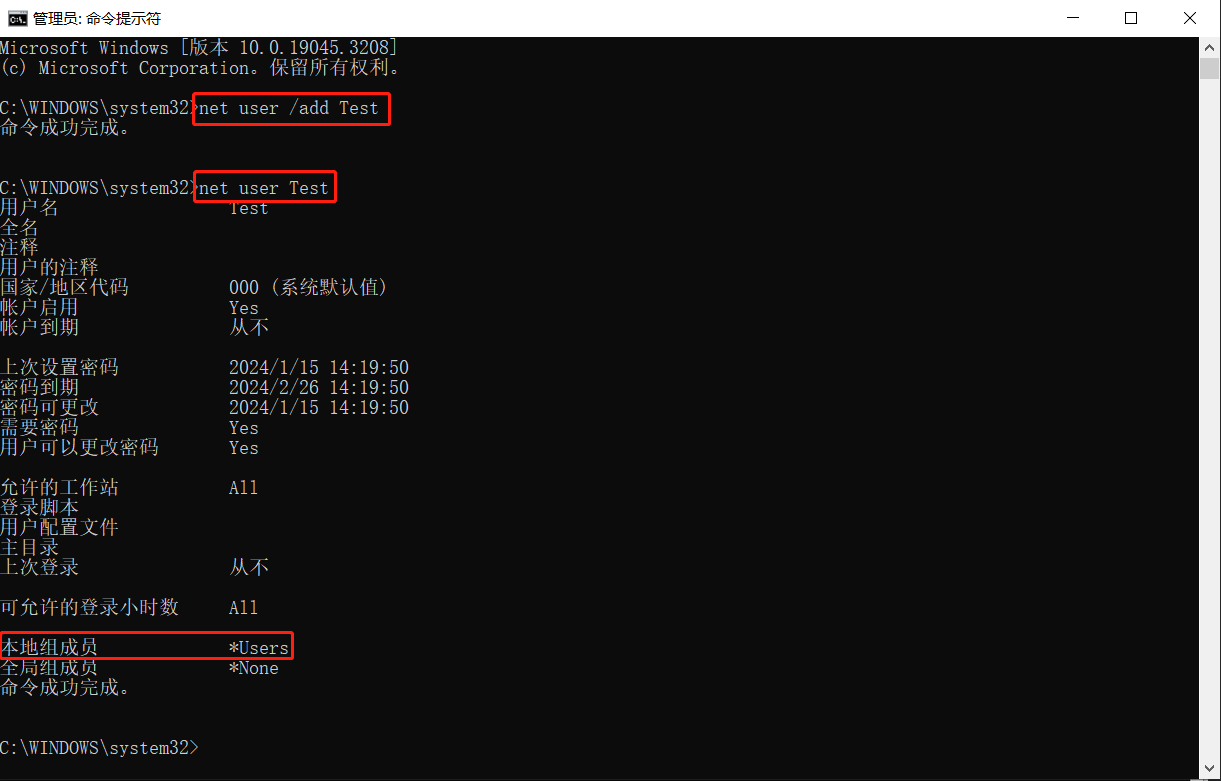 管理员: 命令提示符
Microsoft Windows [版本 10.0.19045.3208]
(c) Microsoft Corporation。保留所有权利。
C:\WINDOWS\system32>net user /add Test
命令成功完成。
C:\WINDOWS\system32>net user Test
用户名 Test
全名
注释
用户的注释
国家/地区代码 000 (系统默认值)
帐户启用 Yes
帐户到期 从不
上次设置密码 2024/1/15 14:19:50
密码到期 2024/2/26 14:19:50
密码可更改 2024/1/15 14:19:50
需要密码 Yes
用户可以更改密码 Yes
允许的工作站 All
登录脚本
用户配置文件
主目录
上次登录 从不
可允许的登录小时数 All
本地组成员 *Users
全局组成员 *None
命令成功完成。
C:\WINDOWS\system32>